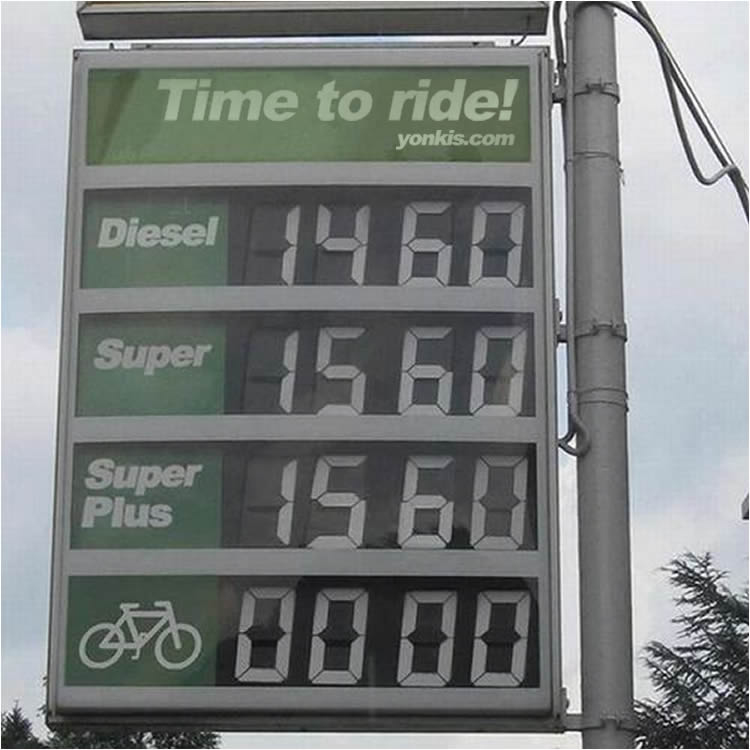 Time to ride!
yonkis.com
Diesel 1460
Super 1560
Super
Plus 1560
0000